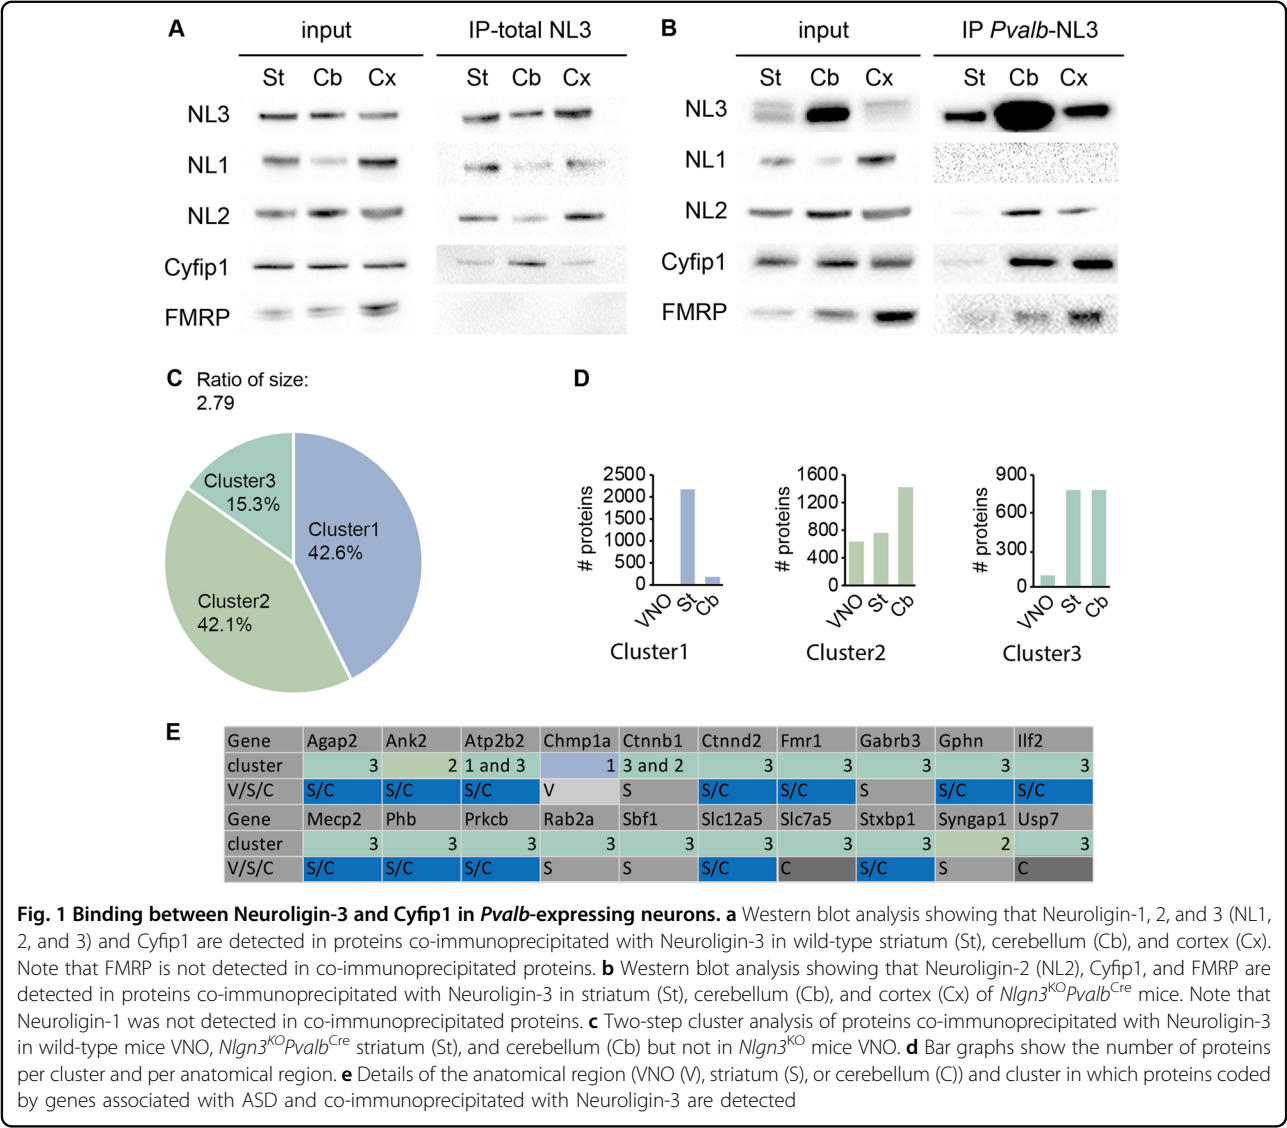 A
input
IP-total NL3
St Cb Cx
St Cb Cx
NL3
NL1
NL2
Cyfip1
FMRP
B
input
IP Pvalb-NL3
St Cb Cx
St Cb Cx
NL3
NL1
NL2
Cyfip1
FMRP
C Ratio of size:
2.79
Cluster3
15.3%
Cluster1
42.6%
Cluster2
42.1%
D
# proteins
2500
2000
1500
1000
500
0
VNO St Cb
Cluster1
# proteins
1600
1200
800
400
0
VNO St Cb
Cluster2
# proteins
900
600
300
0
VNO St Cb
Cluster3
E
Gene Agap2 Ank2 Atp2b2 Chmp1a Ctnnb1 Ctnnd2 Fmr1 Gabrb3 Gphn Ilf2
cluster 3 2 1 and 3 1 3 and 2 3 3 3 3 3
V/S/C S/C S/C S/C V S S/C S/C S S/C S/C
Gene Mecp2 Phb Prkcb Rab2a Sbf1 Slc12a5 Slc7a5 Stxbp1 Syngap1 Usp7
cluster 3 3 3 3 3 3 3 3 2 3
V/S/C S/C S/C S/C S S S/C C S/C S C
Fig. 1 Binding between Neuroligin-3 and Cyfip1 in Pvalb-expressing neurons. a Western blot analysis showing that Neuroligin-1, 2, and 3 (NL1,
2, and 3) and Cyfip1 are detected in proteins co-immunoprecipitated with Neuroligin-3 in wild-type striatum (St), cerebellum (Cb), and cortex (Cx).
Note that FMRP is not detected in co-immunoprecipitated proteins. b Western blot analysis showing that Neuroligin-2 (NL2), Cyfip1, and FMRP are
detected in proteins co-immunoprecipitated with Neuroligin-3 in striatum (St), cerebellum (Cb), and cortex (Cx) of Nlgn3KOPvalbCre mice. Note that
Neuroligin-1 was not detected in co-immunoprecipitated proteins. c Two-step cluster analysis of proteins co-immunoprecipitated with Neuroligin-3
in wild-type mice VNO, Nlgn3KOPvalbCre striatum (St), and cerebellum (Cb) but not in Nlgn3KO mice VNO. d Bar graphs show the number of proteins
per cluster and per anatomical region. e Details of the anatomical region (VNO (V), striatum (S), or cerebellum (C)) and cluster in which proteins coded
by genes associated with ASD and co-immunoprecipitated with Neuroligin-3 are detected